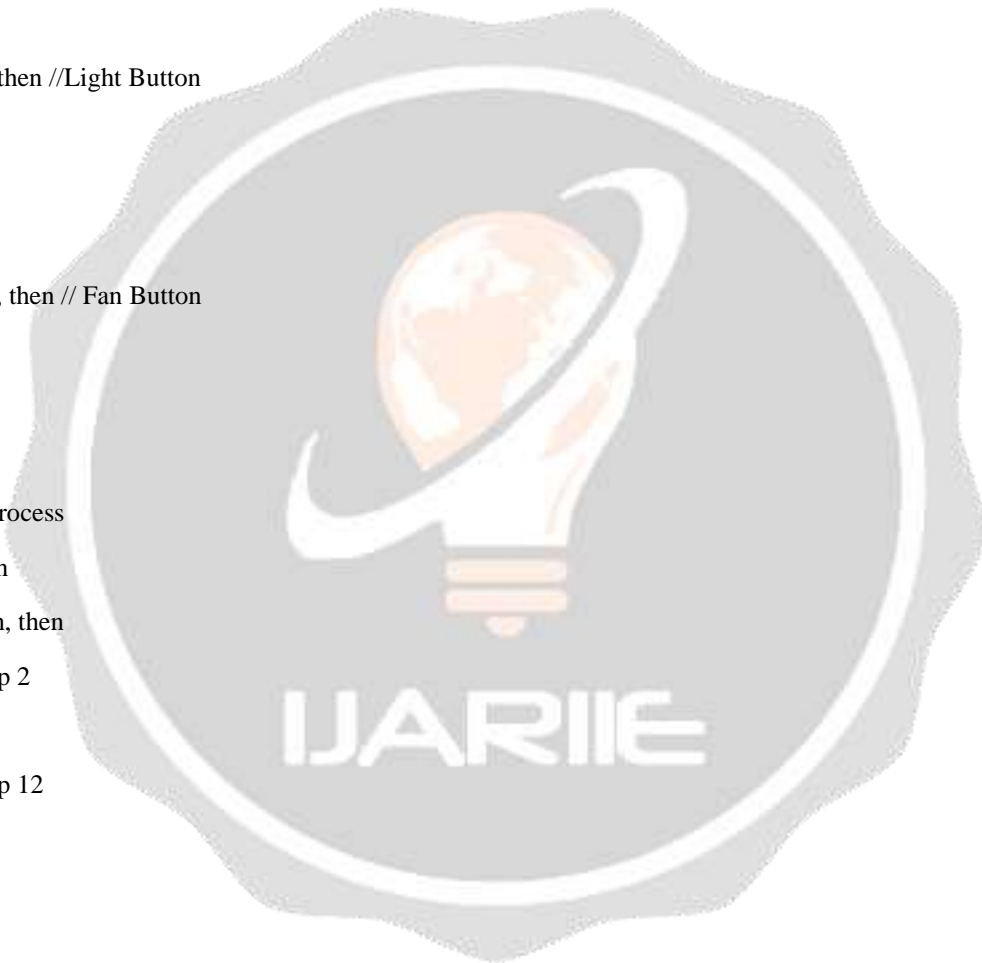 then //Light Button
, then // Fan Button
rocess
n
n, then
p 2
p 12
IJARIIE